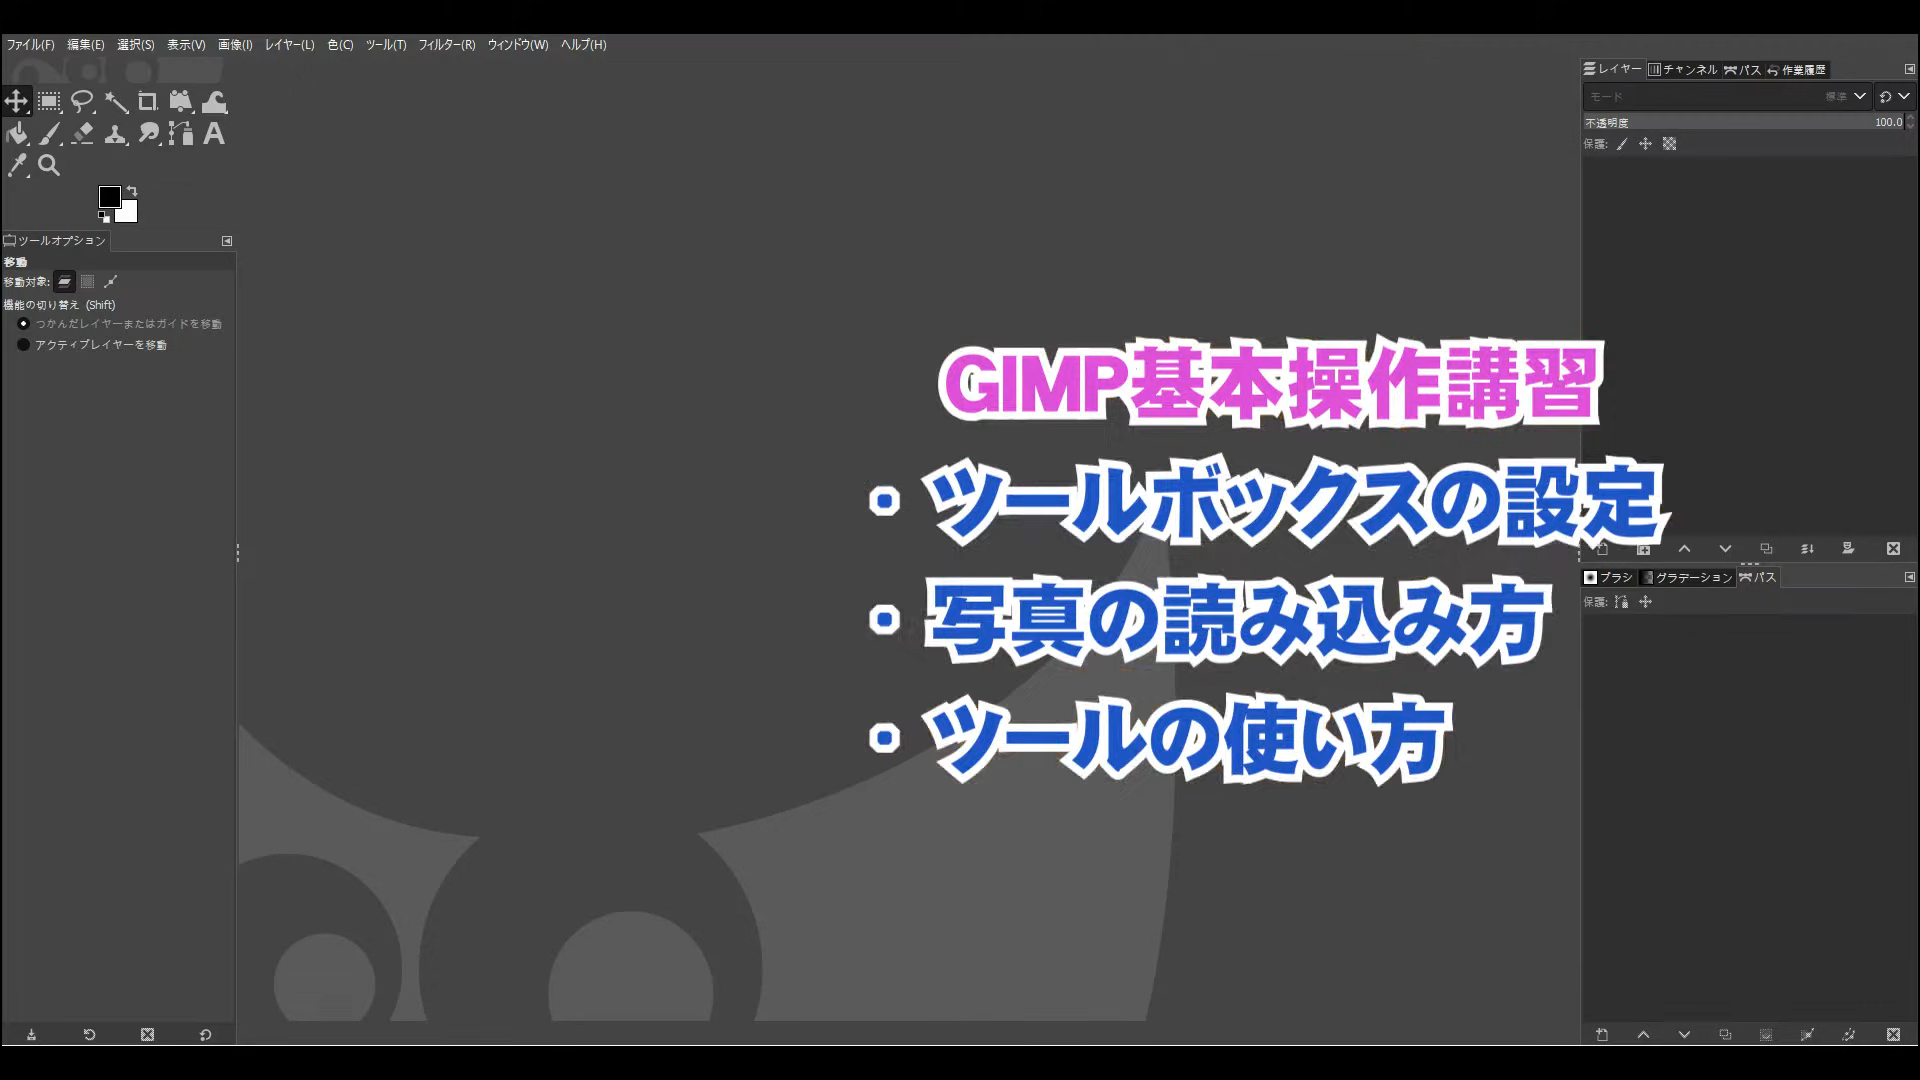 ファイル(F) 編集(E) 選択(S) 表示(V) 画像(I) レイヤー(L) 色(C) ツール(T) フィルター(R) ウィンドウ(W) ヘルプ(H)
ツールオプション
移動
移動対象:
機能の切り替え (Shift)
つかんだレイヤーまたはガイドを移動
アクティブレイヤーを移動
GIMP基本操作講習
・ツールボックスの設定
・写真の読み込み方
・ツールの使い方
レイヤー チャンネル パス 作業履歴
モード 標準
不透明度 100.0
保護:
ブラシ グラデーション パス
保護: